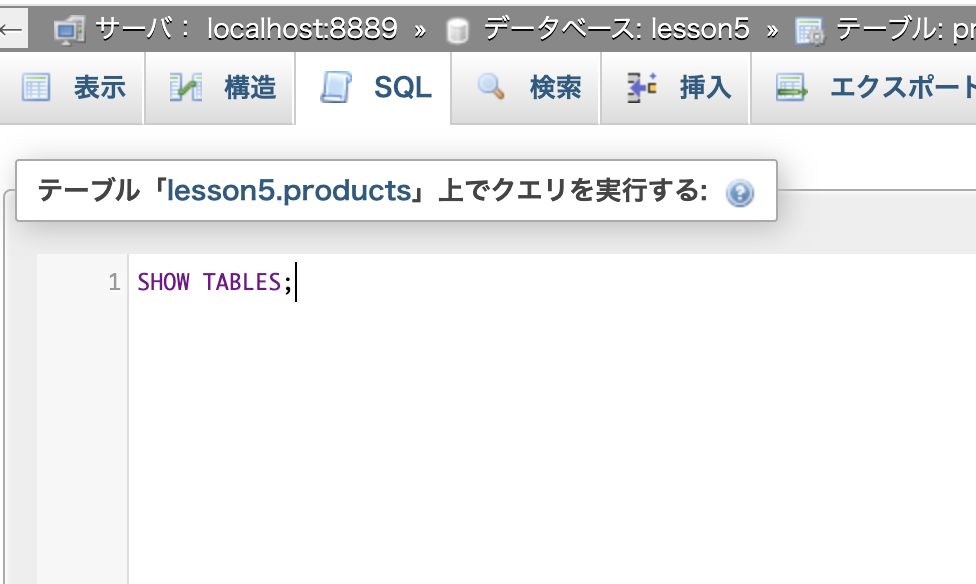 ← サーバ： localhost:8889 » データベース: lesson5 » テーブル: pr
表示 構造 SQL 検索 挿入 エクスポート
テーブル「lesson5.products」上でクエリを実行する:
1 SHOW TABLES;